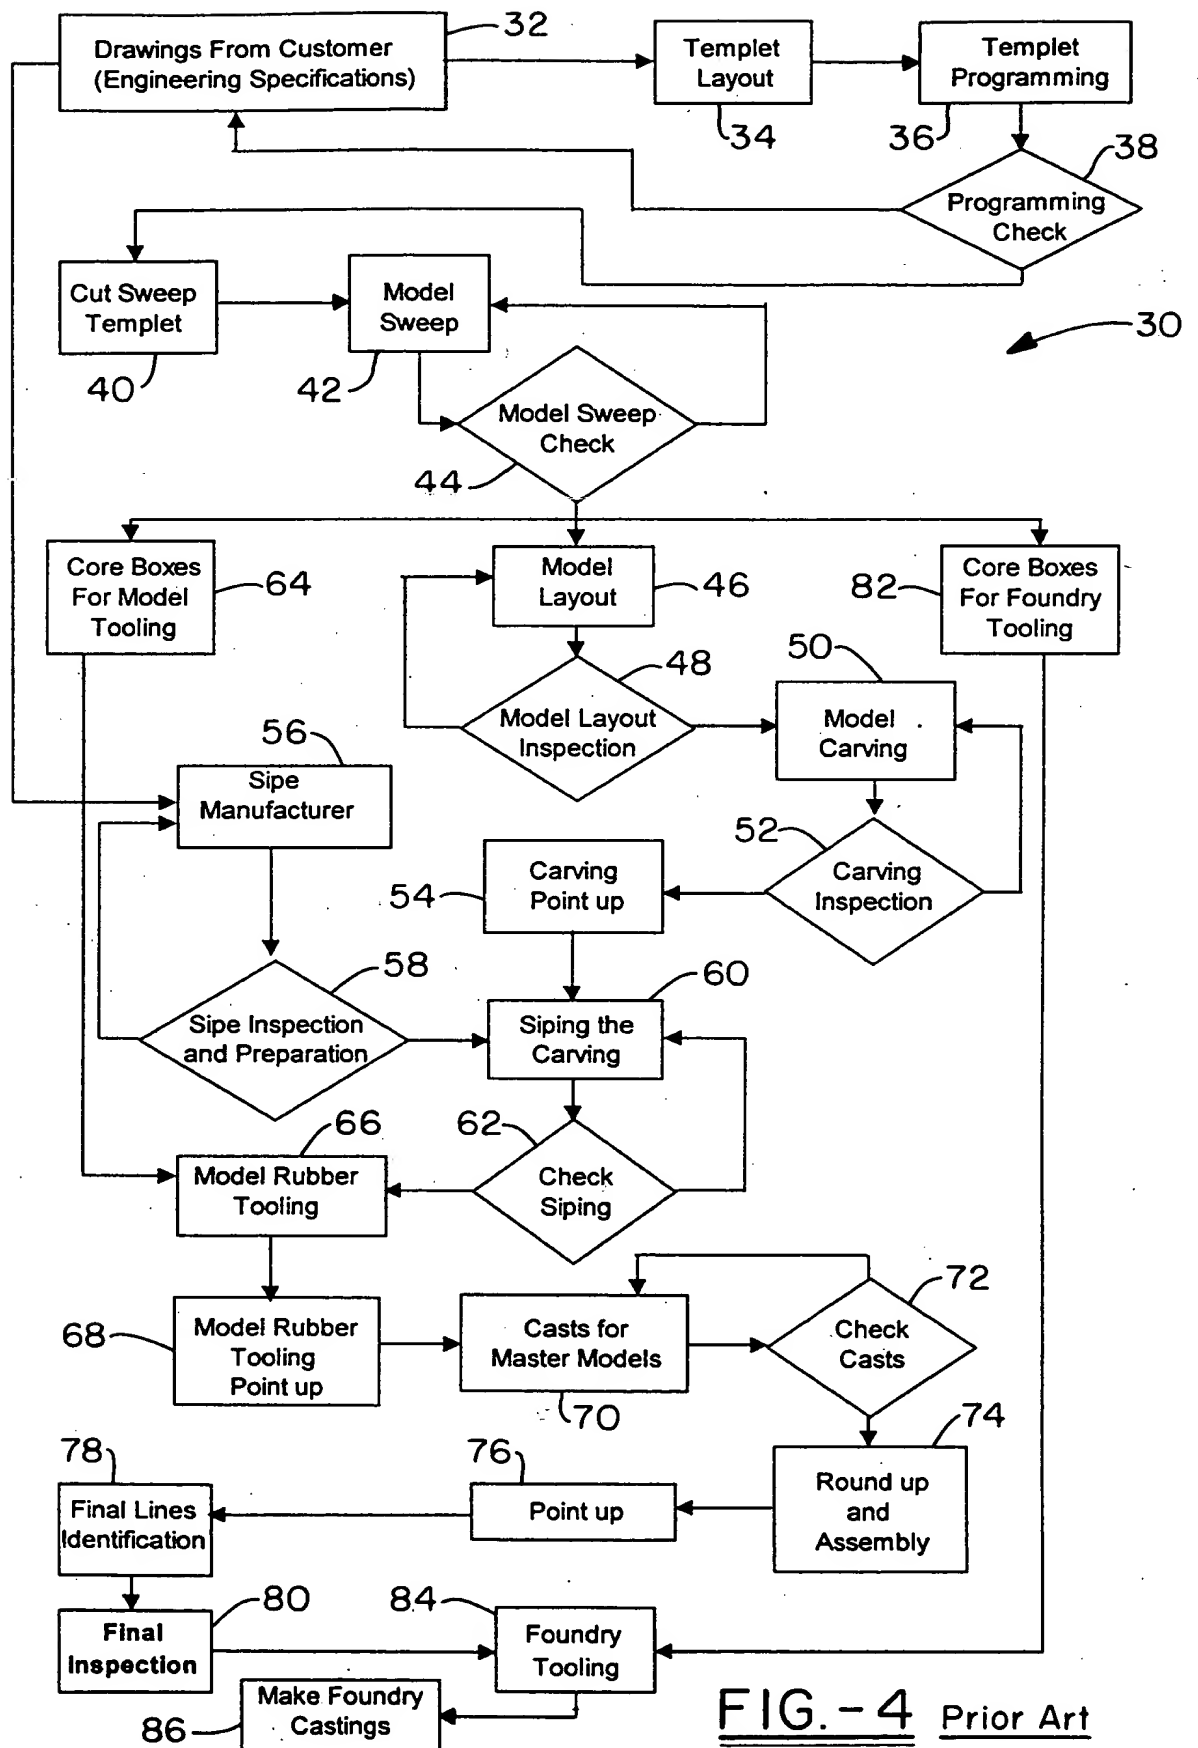 32
Drawings From Customer
(Engineering Specifications)
Templet
Layout
34
Templet
Programming
36
38
Programming
Check
Cut Sweep
Templet
40
Model
Sweep
42
30
Model Sweep
Check
44
Core Boxes
For Model
Tooling
64
Model
Layout
46
82
Core Boxes
For Foundry
Tooling
48
Model Layout
Inspection
50
Model
Carving
56
Sipe
Manufacturer
52
Carving
Inspection
Carving
Point up
54
58
Sipe Inspection
and Preparation
60
Siping the
Carving
66
Model Rubber
Tooling
62
Check
Siping
68
Model Rubber
Tooling
Point up
Casts for
Master Models
70
72
Check
Casts
74
Round up
and
Assembly
76
Point up
78
Final Lines
Identification
80
Final
Inspection
84
Foundry
Tooling
Make Foundry
Castings
86
FIG.-4 Prior Art